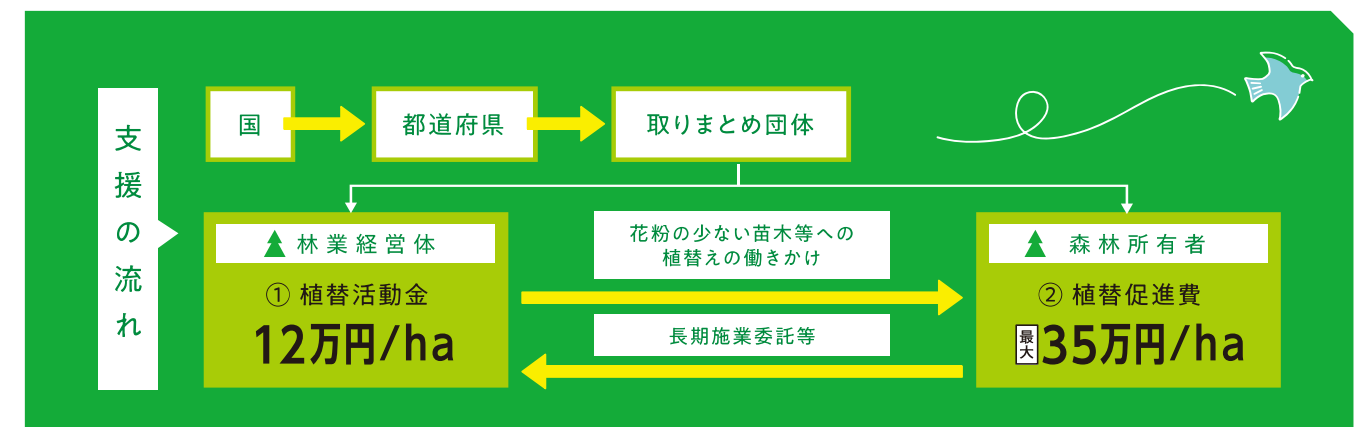 支援の流れ
国
都道府県
取りまとめ団体
林業経営体
① 植替活動金
12万円/ha
花粉の少ない苗木等への
植替えの働きかけ
長期施業委託等
森林所有者
② 植替促進費
最大35万円/ha